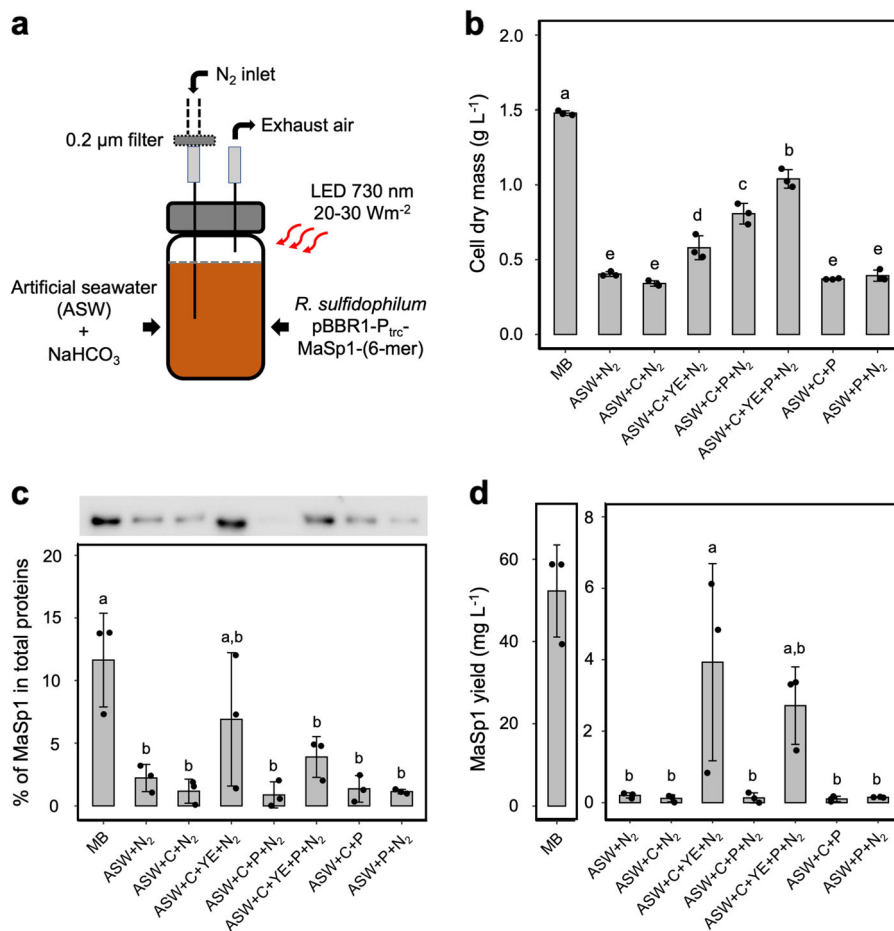 a
N₂ inlet
0.2 µm filter
Exhaust air
LED 730 nm
20-30 Wm⁻²
Artificial seawater
(ASW)
+
NaHCO₃
R. sulfidophilum
pBBR1-Ptrc-
MaSp1-(6-mer)
b
Cell dry mass (g L⁻¹)
2.0
1.5
1.0
0.5
0.0
a
e
e
d
c
b
e
e
MB
ASW+N₂
ASW+C+N₂
ASW+C+YE+N₂
ASW+C+P+N₂
ASW+C+YE+P+N₂
ASW+C+P
ASW+P+N₂
c
% of MaSp1 in total proteins
20
15
10
5
0
a
b
b
a,b
b
b
b
b
MB
ASW+N₂
ASW+C+N₂
ASW+C+YE+N₂
ASW+C+P+N₂
ASW+C+YE+P+N₂
ASW+C+P
ASW+P+N₂
d
MaSp1 yield (mg L⁻¹)
60
40
20
0
MB
8
6
4
2
0
b
b
a
b
a,b
b
b
ASW+N₂
ASW+C+N₂
ASW+C+YE+N₂
ASW+C+P+N₂
ASW+C+YE+P+N₂
ASW+C+P
ASW+P+N₂